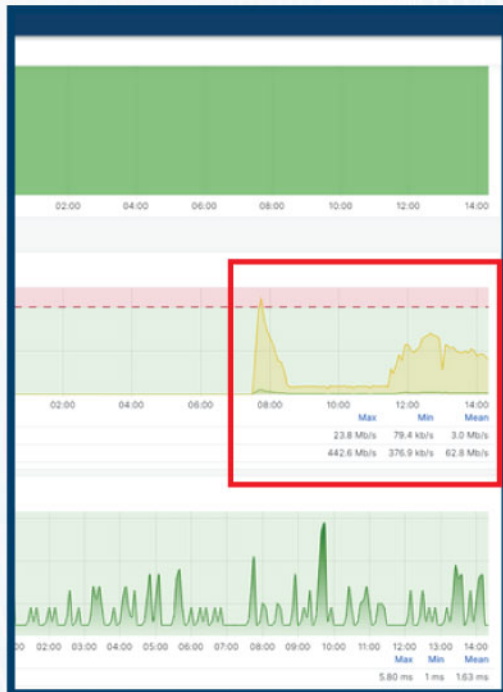 02:00 04:00 06:00 08:00 10:00 12:00 14:00
02:00 04:00 06:00 08:00 10:00 12:00 14:00
Max Min Mean
23.8 Mb/s 79.4 kb/s 3.0 Mb/s
442.6 Mb/s 376.9 kb/s 62.8 Mb/s
00 02:00 03:00 04:00 05:00 06:00 07:00 08:00 09:00 10:00 11:00 12:00 13:00 14:00
Max Min Mean
5.80 ms 1 ms 1.63 ms